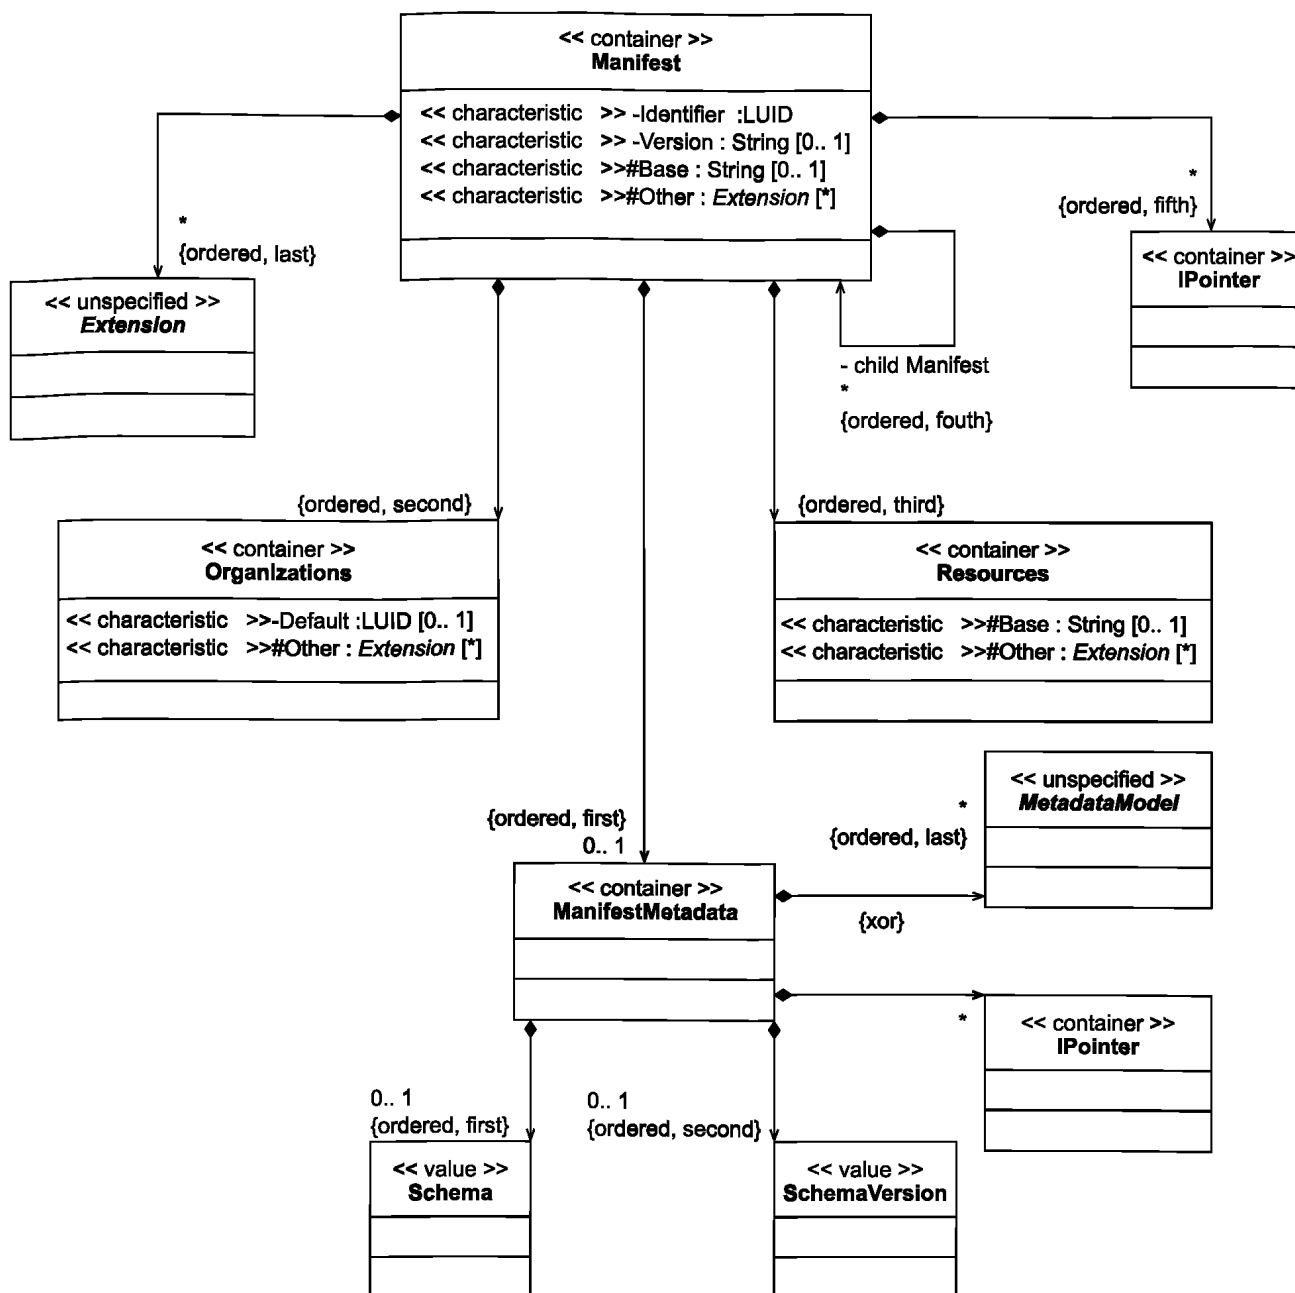 << container >>
Manifest
<< characteristic >> -Identifier :LUID
<< characteristic >> -Version : String [0.. 1]
<< characteristic >>#Base : String [0.. 1]
<< characteristic >>#Other : Extension [*]
*
{ordered, last}
*
{ordered, fifth}
<< unspecified >>
Extension
<< container >>
IPointer
- child Manifest
*
{ordered, fouth}
{ordered, second}
{ordered, third}
<< container >>
Organizations
<< characteristic >>-Default :LUID [0.. 1]
<< characteristic >>#Other : Extension [*]
<< container >>
Resources
<< characteristic >>#Base : String [0.. 1]
<< characteristic >>#Other : Extension [*]
{ordered, first}
0.. 1
*
{ordered, last}
<< unspecified >>
MetadataModel
<< container >>
ManifestMetadata
{xor}
*
<< container >>
IPointer
0.. 1
{ordered, first}
0.. 1
{ordered, second}
<< value >>
Schema
<< value >>
SchemaVersion